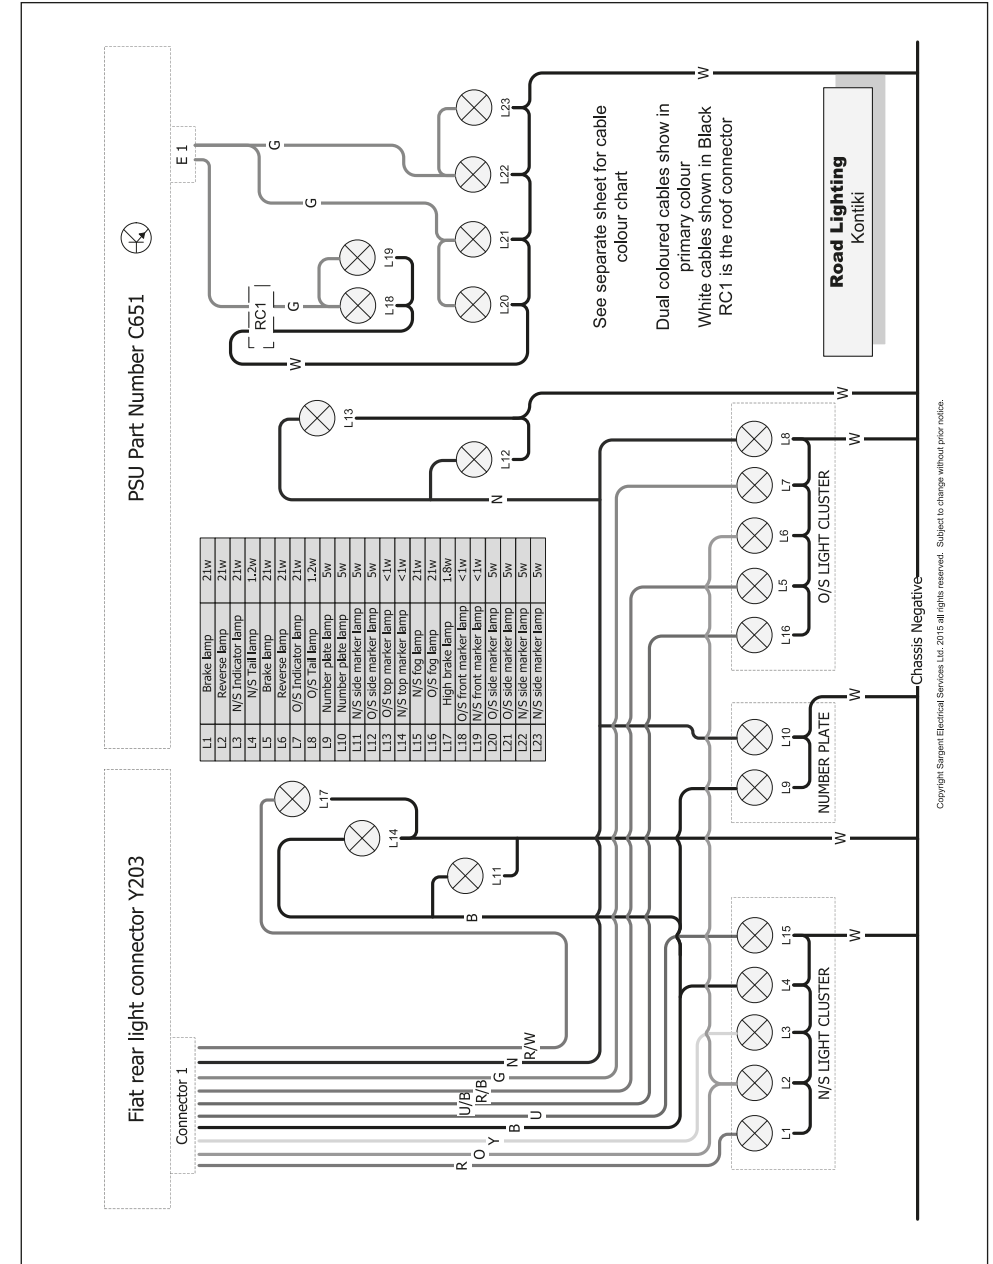 Fiat rear light connector Y203
PSU Part Number C651
Connector 1
E 1
R
O
Y
B
U
U/B
R/B
G
N
R/W
L1 Brake lamp 21w
L2 Reverse lamp 21w
L3 N/S Indicator lamp 21w
L4 N/S Tail lamp 1.2w
L5 Brake lamp 21w
L6 Reverse lamp 21w
L7 O/S Indicator lamp 21w
L8 O/S Tail lamp 1.2w
L9 Number plate lamp 5w
L10 Number plate lamp 5w
L11 N/S side marker lamp 5w
L12 O/S side marker lamp 5w
L13 O/S top marker lamp <1w
L14 N/S top marker lamp <1w
L15 N/S fog lamp 21w
L16 O/S fog lamp 21w
L17 High brake lamp 1.8w
L18 O/S front marker lamp <1w
L19 N/S front marker lamp <1w
L20 O/S side marker lamp 5w
L21 O/S side marker lamp 5w
L22 N/S side marker lamp 5w
L23 N/S side marker lamp 5w
L17
L14
L11
B
W
L13
L12
N
W
RC1
G
G
G
L18
L19
W
L20
L21
L22
L23
W
See separate sheet for cable
colour chart
Dual coloured cables show in
primary colour
White cables shown in Black
RC1 is the roof connector
L1
L2
L3
L4
L15
N/S LIGHT CLUSTER
W
L9
L10
NUMBER PLATE
W
L16
L5
L6
L7
L8
O/S LIGHT CLUSTER
W
Road Lighting
Kontiki
Chassis Negative
Copyright Sargent Electrical Services Ltd. 2015 all rights reserved. Subject to change without prior notice.